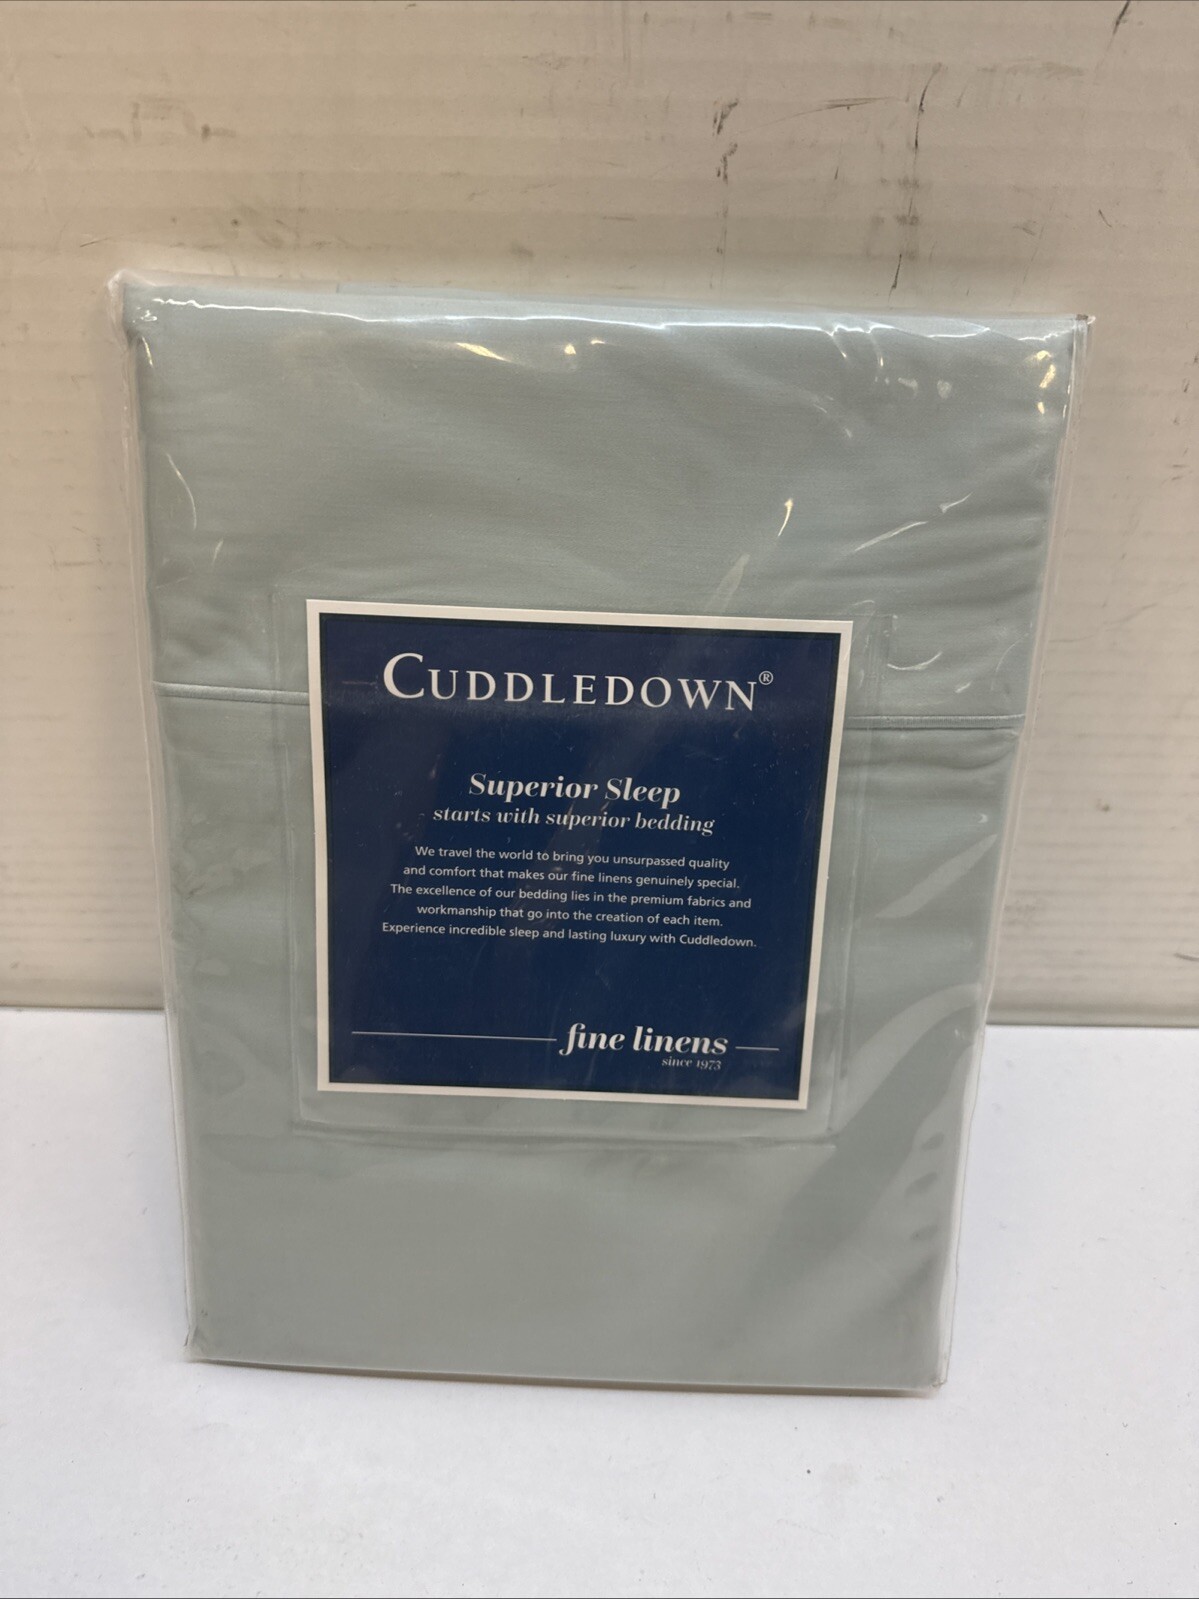 CUDDLEDOWN®
Superior Sleep
starts with superior bedding
We travel the world to bring you unsurpassed quality
and comfort that makes our fine linens genuinely special.
The excellence of our bedding lies in the premium fabrics and
workmanship that go into the creation of each item.
Experience incredible sleep and lasting luxury with Cuddledown.
fine linens
since 1973